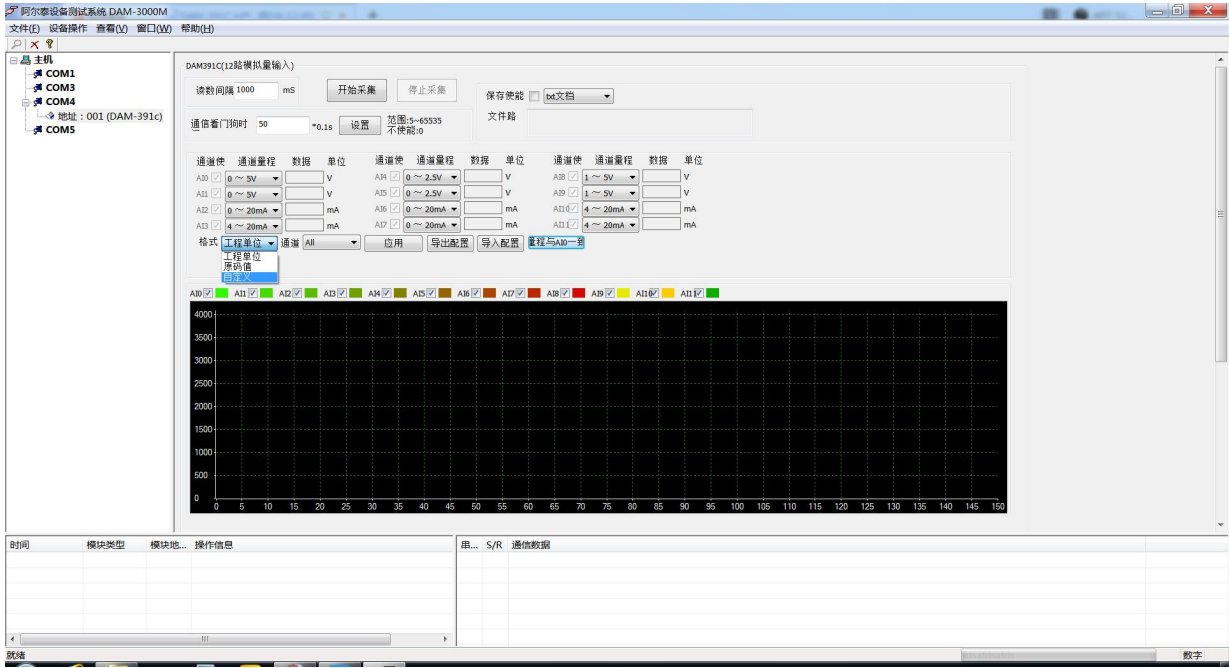 阿尔泰设备测试系统 DAM-3000M
文件(F) 设备操作 查看(V) 窗口(W) 帮助(H)
主机
COM1
COM3
COM4
地址：001 (DAM-391c)
COM5
DAM391C(12路模拟量输入)
读数间隔 1000 mS 开始采集 停止采集
保存使能 txt文档
通信看门狗时 50 *0.1s 设置 范围:5~65535
不使能:0
文件路
通道使 通道量程 数据 单位 通道使 通道量程 数据 单位 通道使 通道量程 数据 单位
AI0 0 ～ 5V V AI4 0 ～ 2.5V V AI8 1 ～ 5V V
AI1 0 ～ 5V V AI5 0 ～ 2.5V V AI9 1 ～ 5V V
AI2 0 ～ 20mA mA AI6 0 ～ 20mA mA AI10 4 ～ 20mA mA
AI3 4 ～ 20mA mA AI7 0 ～ 20mA mA AI11 4 ～ 20mA mA
格式 工程单位 通道 All 应用 导出配置 导入配置 量程与AI0一致
工程单位
原码值
自定义
AI0 AI1 AI2 AI3 AI4 AI5 AI6 AI7 AI8 AI9 AI10 AI11
4000
3500
3000
2500
2000
1500
1000
500
0
0 5 10 15 20 25 30 35 40 45 50 55 60 65 70 75 80 85 90 95 100 105 110 115 120 125 130 135 140 145 150
时间 模块类型 模块地... 操作信息 串... S/R 通信数据
就绪 数字